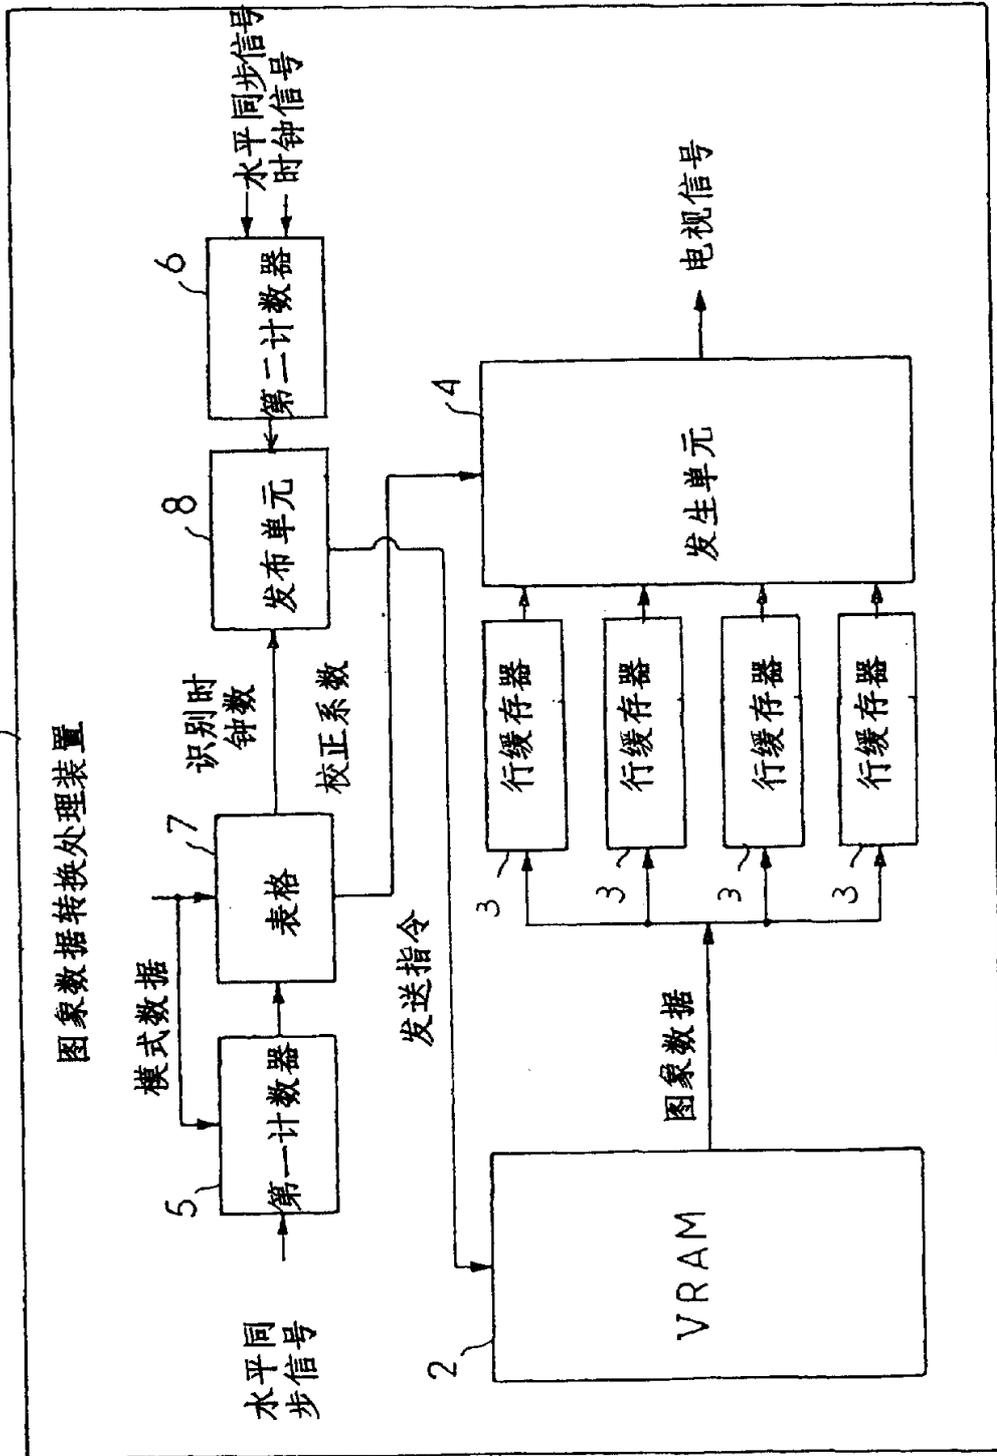 图象数据转换处理装置
模式数据
水平同
步信号
5
第一计数器
7
表格
识别时
钟数
校正系数
8
发布单元
6
第二计数器
水平同步信号
时钟信号
发送指令
2
VRAM
图象数据
3
行缓存器
3
行缓存器
3
行缓存器
3
行缓存器
4
发生单元
电视信号